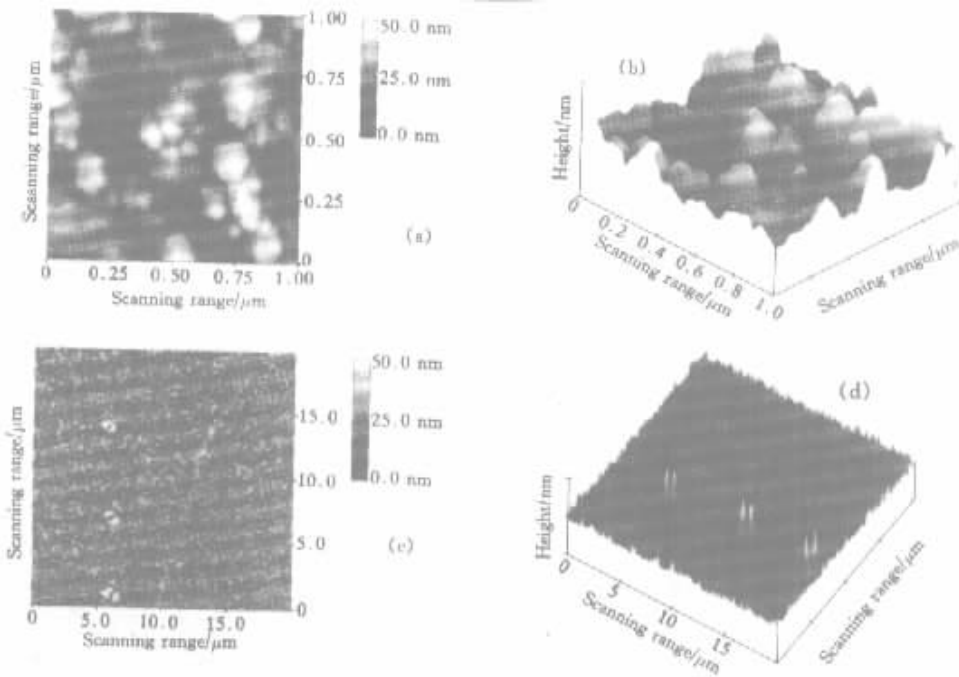 1.00
0.75
0.50
0.25
0
50.0 nm
25.0 nm
0.0 nm
Scaanning range/μm
0 0.25 0.50 0.75 1.00
Scanning range/μm
(a)
(b)
Height/nm
0 0.2 0.4 0.6 0.8 1.0
Scanning range/μm
Scanning range/μm
50.0 nm
25.0 nm
0.0 nm
15.0
10.0
5.0
0
Scanning range/μm
0 5.0 10.0 15.0
Scanning range/μm
(c)
(d)
Height/nm
0 5 10 15
Scanning range/μm
Scanning range/μm